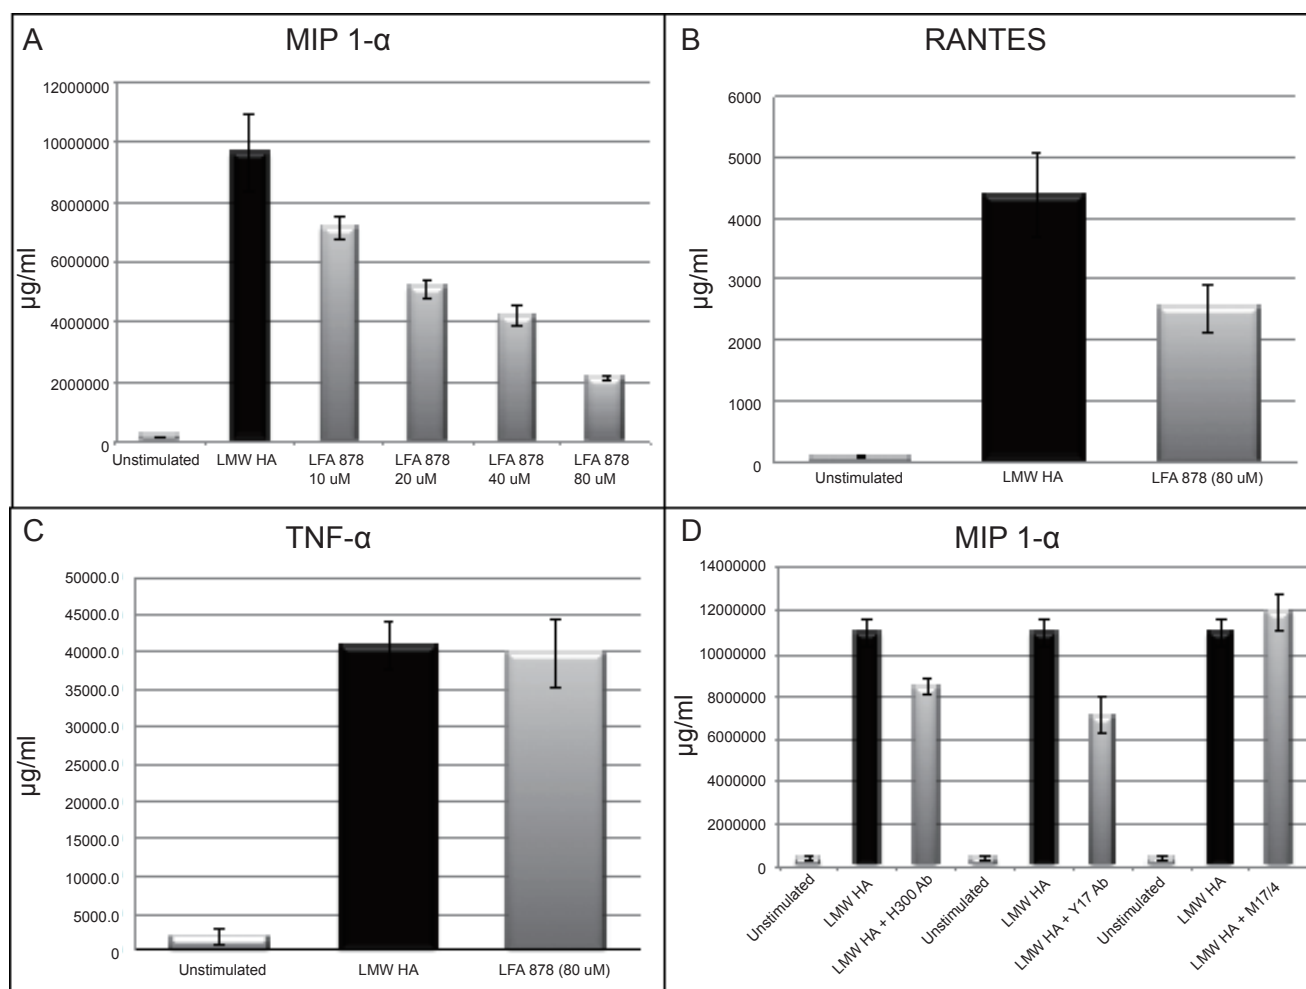 A
MIP 1-α
12000000
10000000
8000000
6000000
4000000
2000000
0
µg/ml
Unstimulated
LMW HA
LFA 878
10 uM
LFA 878
20 uM
LFA 878
40 uM
LFA 878
80 uM
B
RANTES
6000
5000
4000
3000
2000
1000
0
µg/ml
Unstimulated
LMW HA
LFA 878 (80 uM)
C
TNF-α
50000.0
45000.0
40000.0
35000.0
30000.0
25000.0
20000.0
15000.0
10000.0
5000.0
0
µg/ml
Unstimulated
LMW HA
LFA 878 (80 uM)
D
MIP 1-α
14000000
12000000
10000000
8000000
6000000
4000000
2000000
0
µg/ml
Unstimulated
LMW HA
LMW HA + H300 Ab
Unstimulated
LMW HA
LMW HA + Y17 Ab
Unstimulated
LMW HA
LMW HA + M17/4